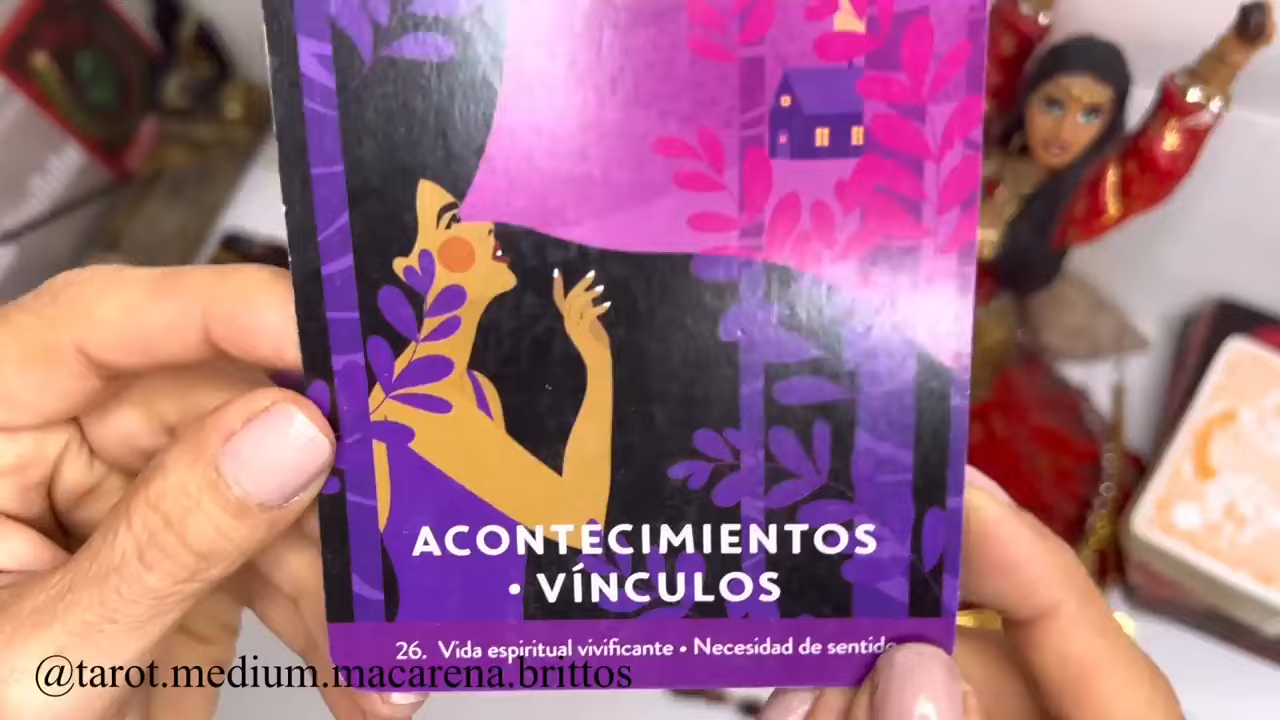 ACONTECIMIENTOS
• VÍNCULOS
26. Vida espiritual vivificante • Necesidad de sentido
@tarot.medium.macarena.brittos